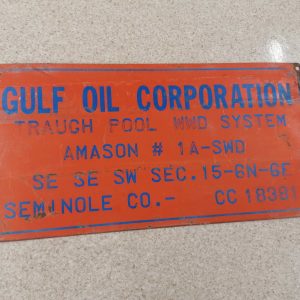 GULF OIL CORPORATION
TRAUGH POOL WWD SYSTEM
AMASON # 1A-SWD
SE SE SW SEC. 15-6N-6E
SEMINOLE CO.- CC 18381